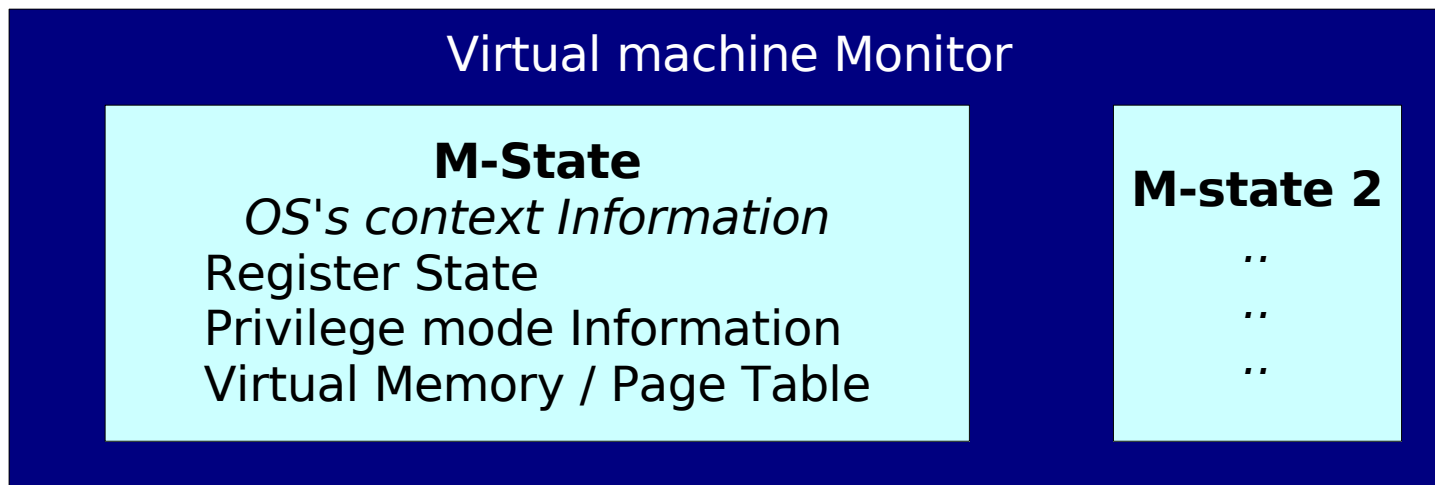 Virtual machine Monitor
M-State
OS's context Information
Register State
Privilege mode Information
Virtual Memory / Page Table
M-state 2
..
..
..